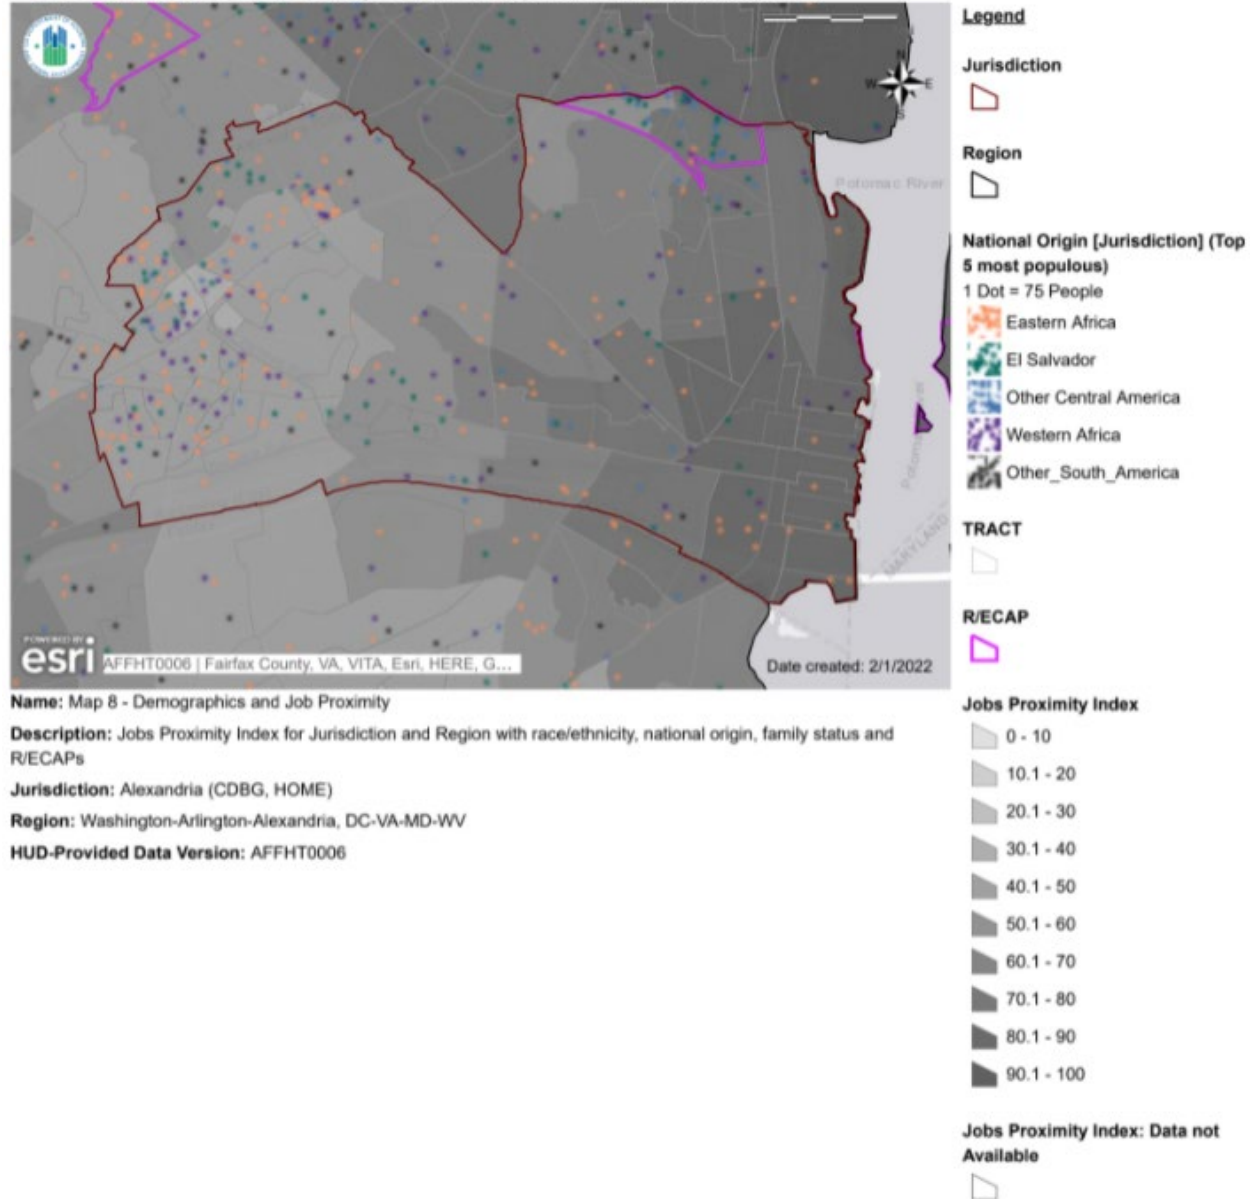 N
W
E
S
Potomac River
MARYLAND
POWERED BY
esri
AFFHT0006 | Fairfax County, VA, VITA, Esri, HERE, G...
Date created: 2/1/2022
Name: Map 8 - Demographics and Job Proximity
Description: Jobs Proximity Index for Jurisdiction and Region with race/ethnicity, national origin, family status and
R/ECAPs
Jurisdiction: Alexandria (CDBG, HOME)
Region: Washington-Arlington-Alexandria, DC-VA-MD-WV
HUD-Provided Data Version: AFFHT0006
Legend
Jurisdiction
Region
National Origin [Jurisdiction] (Top
5 most populous)
1 Dot = 75 People
Eastern Africa
El Salvador
Other Central America
Western Africa
Other_South_America
TRACT
R/ECAP
Jobs Proximity Index
0 - 10
10.1 - 20
20.1 - 30
30.1 - 40
40.1 - 50
50.1 - 60
60.1 - 70
70.1 - 80
80.1 - 90
90.1 - 100
Jobs Proximity Index: Data not
Available